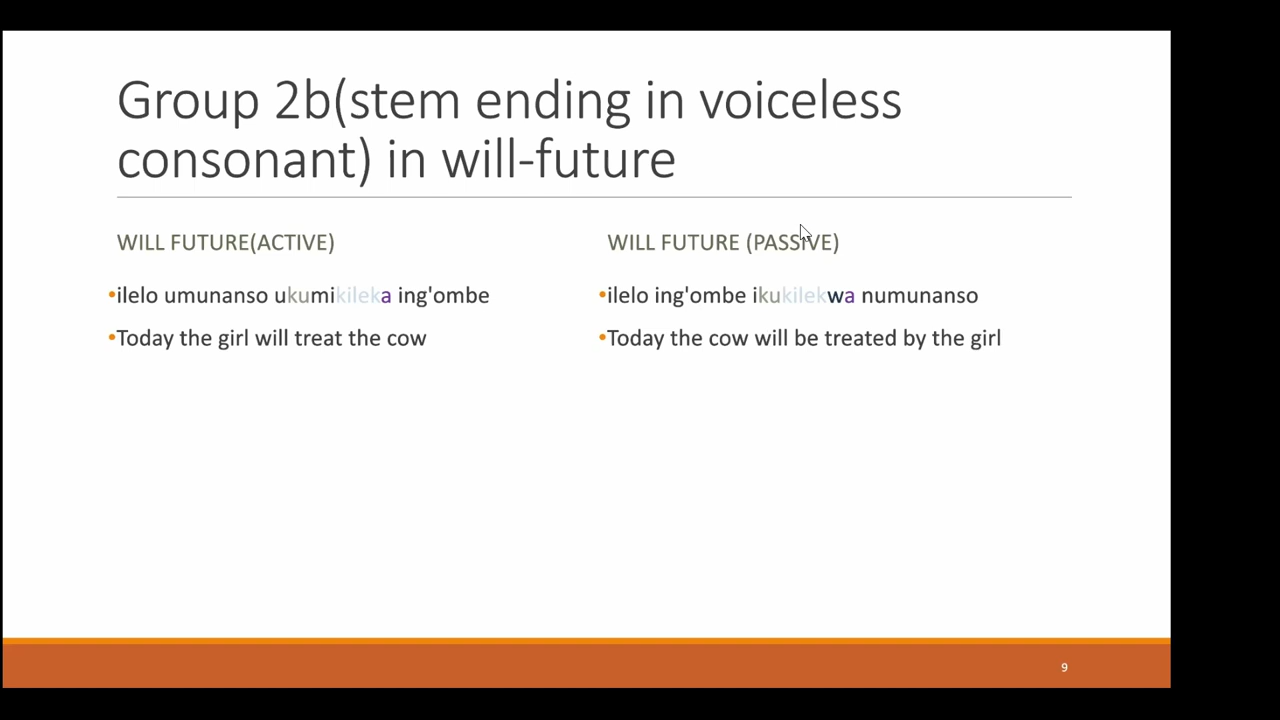 Group 2b(stem ending in voiceless
consonant) in will-future
WILL FUTURE(ACTIVE)
•ilelo umunanso ukumikileka ing'ombe
•Today the girl will treat the cow
WILL FUTURE (PASSIVE)
•ilelo ing'ombe ikukilekwa numunanso
•Today the cow will be treated by the girl
9